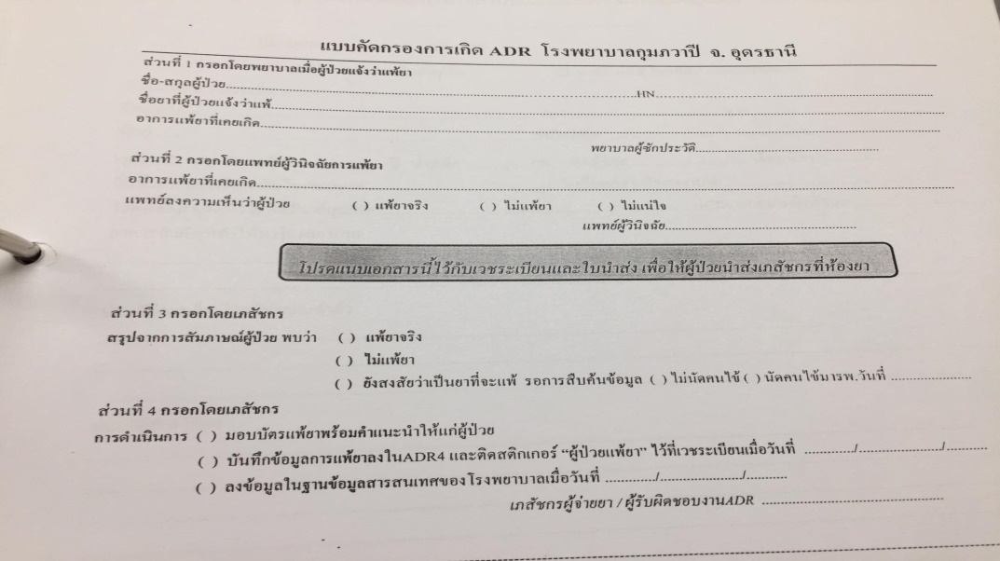 แบบคัดกรองการเกิด ADR โรงพยาบาลกุมภวาปี จ. อุดรธานี
ส่วนที่ 1 กรอกโดยพยาบาลเมื่อผู้ป่วยแจ้งว่าแพ้ยา
ชื่อ-สกุลผู้ป่วย............................................................HN............................................................
ชื่อยาที่ผู้ป่วยแจ้งว่าแพ้............................................................
อาการแพ้ยาที่เคยเกิด............................................................
พยาบาลผู้ซักประวัติ............................................................
ส่วนที่ 2 กรอกโดยแพทย์ผู้วินิจฉัยการแพ้ยา
อาการแพ้ยาที่เคยเกิด............................................................
แพทย์ลงความเห็นว่าผู้ป่วย ( ) แพ้ยาจริง ( ) ไม่แพ้ยา ( ) ไม่แน่ใจ
แพทย์ผู้วินิจฉัย............................................................
โปรดแนบเอกสารนี้ไว้กับเวชระเบียนและใบนำส่ง เพื่อให้ผู้ป่วยนำส่งเภสัชกรที่ห้องยา
ส่วนที่ 3 กรอกโดยเภสัชกร
สรุปจากการสัมภาษณ์ผู้ป่วย พบว่า ( ) แพ้ยาจริง
( ) ไม่แพ้ยา
( ) ยังสงสัยว่าเป็นยาที่จะแพ้ รอการสืบค้นข้อมูล ( ) ไม่นัดคนไข้ ( ) นัดคนไข้มารพ.วันที่ ......................
ส่วนที่ 4 กรอกโดยเภสัชกร
การดำเนินการ ( ) มอบบัตรแพ้ยาพร้อมคำแนะนำให้แก่ผู้ป่วย
( ) บันทึกข้อมูลการแพ้ยาลงในADR4 และติดสติกเกอร์ “ผู้ป่วยแพ้ยา” ไว้ที่เวชระเบียนเมื่อวันที่ ............./......................./...........
( ) ลงข้อมูลในฐานข้อมูลสารสนเทศของโรงพยาบาลเมื่อวันที่ ............./......................./...........
เภสัชกรผู้จ่ายยา / ผู้รับผิดชอบงานADR ..................................................